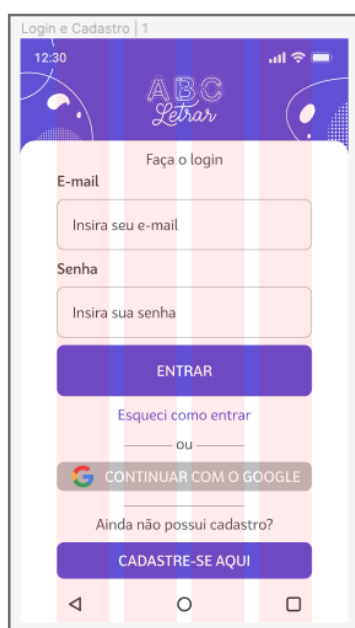 Login e Cadastro | 1
12:30
ABC
Letrar
Faça o login
E-mail
Insira seu e-mail
Senha
Insira sua senha
ENTRAR
Esqueci como entrar
ou
CONTINUAR COM O GOOGLE
Ainda não possui cadastro?
CADASTRE-SE AQUI